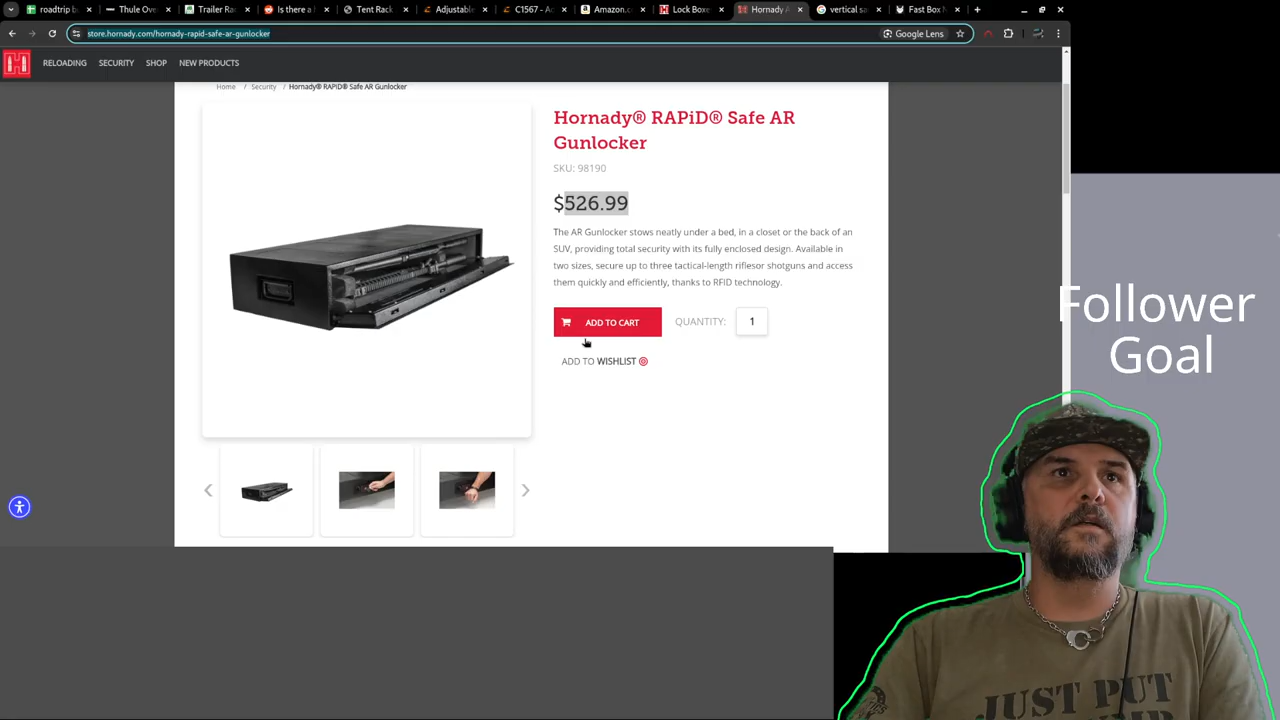 roadtrip b
Thule Ove
Trailer Ra
Is there a
Tent Rack
Adjustable
C1567 - A
Amazon.c
Lock Boxe
Hornady
vertical sa
Fast Box
store.hornady.com/hornady-rapid-safe-ar-gunlocker
Google Lens
RELOADING SECURITY SHOP NEW PRODUCTS
Home / Security / Hornady® RAPiD® Safe AR Gunlocker
Hornady® RAPiD® Safe AR
Gunlocker
SKU: 98190
$526.99
The AR Gunlocker stows neatly under a bed, in a closet or the back of an
SUV, providing total security with its fully enclosed design. Available in
two sizes, secure up to three tactical-length riflesor shotguns and access
them quickly and efficiently, thanks to RFID technology.
ADD TO CART QUANTITY: 1
ADD TO WISHLIST
Follower
Goal
JUST PUT